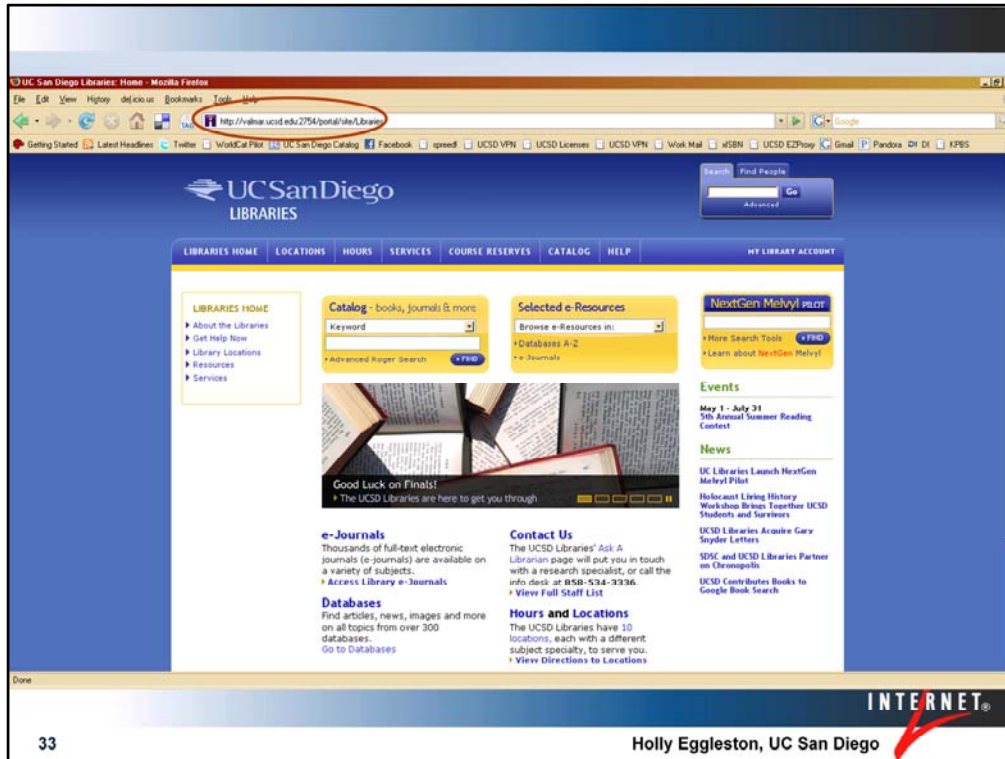 UC San Diego Libraries: Home - Mozilla Firefox
File Edit View History del.icio.us Bookmarks Tools Help
TAG http://valmar.ucsd.edu:2754/portal/site/Libraries Google
Getting Started Latest Headlines Twitter WorldCat Pilot UC San Diego Catalog Facebook spreed UCSD VPN UCSD Licenses UCSD VPN Work Mail xISBN UCSD EZProxy Gmail Pandora DI KPBS
UCSanDiego
LIBRARIES
Search Find People
Go
Advanced
LIBRARIES HOME LOCATIONS HOURS SERVICES COURSE RESERVES CATALOG HELP MY LIBRARY ACCOUNT
LIBRARIES HOME
About the Libraries
Get Help Now
Library Locations
Resources
Services
Catalog - books, journals & more
Keyword
Advanced Roger Search FIND
Selected e-Resources
Browse e-Resources in:
Databases A-Z
e-Journals
NextGen Melvyl PILOT
More Search Tools FIND
Learn about NextGen Melvyl
Good Luck on Finals!
The UCSD Libraries are here to get you through
e-Journals
Thousands of full-text electronic
journals (e-journals) are available on
a variety of subjects.
Access Library e-Journals
Databases
Find articles, news, images and more
on all topics from over 300
databases.
Go to Databases
Contact Us
The UCSD Libraries' Ask A
Librarian page will put you in touch
with a research specialist, or call the
info desk at 858-534-3336.
View Full Staff List
Hours and Locations
The UCSD Libraries have 10
locations, each with a different
subject specialty, to serve you.
View Directions to Locations
Events
May 1 - July 31
5th Annual Summer Reading
Contest
News
UC Libraries Launch NextGen
Melvyl Pilot
Holocaust Living History
Workshop Brings Together UCSD
Students and Survivors
UCSD Libraries Acquire Gary
Snyder Letters
SDSC and UCSD Libraries Partner
on Chronopolis
UCSD Contributes Books to
Google Book Search
Done
INTERNET®
33
Holly Eggleston, UC San Diego